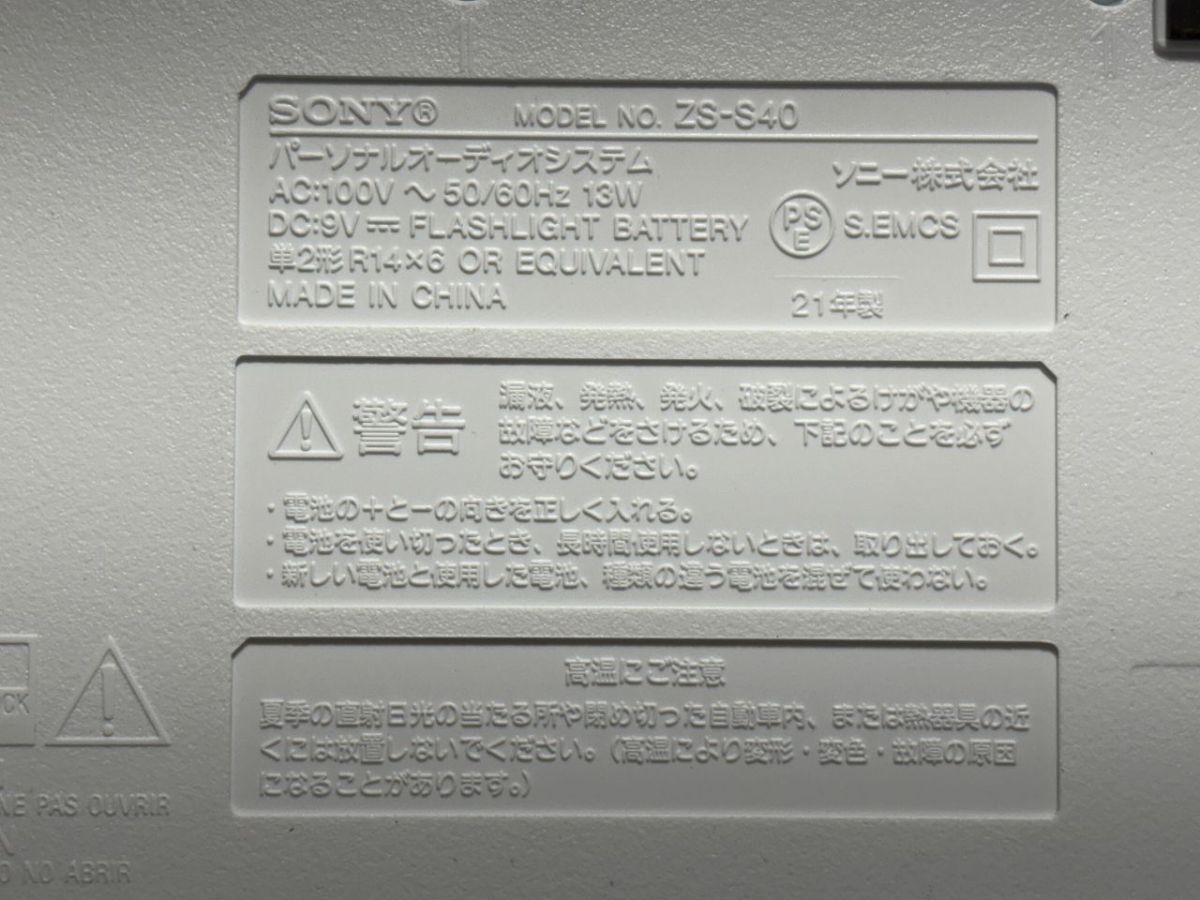 SONY® MODEL NO. ZS-S40
パーソナルオーディオシステム
ソニー株式会社
AC:100V ～ 50/60Hz 13W
DC:9V ⎓ FLASHLIGHT BATTERY
PSE S.EMCS
単2形R14×6 OR EQUIVALENT
MADE IN CHINA
21年製
警告
漏液、発熱、発火、破裂によるけがや機器の
故障などをさけるため、下記のことを必ず
お守りください。
・電池の＋と－の向きを正しく入れる。
・電池を使い切ったとき、長時間使用しないときは、取り出しておく。
・新しい電池と使用した電池、種類の違う電池を混ぜて使わない。
高温にご注意
夏季の直射日光の当たる所や閉め切った自動車内、または熱器具の近
くには放置しないでください。（高温により変形・変色・故障の原因
になることがあります。）
NE PAS OUVRIR
NO ABRIR